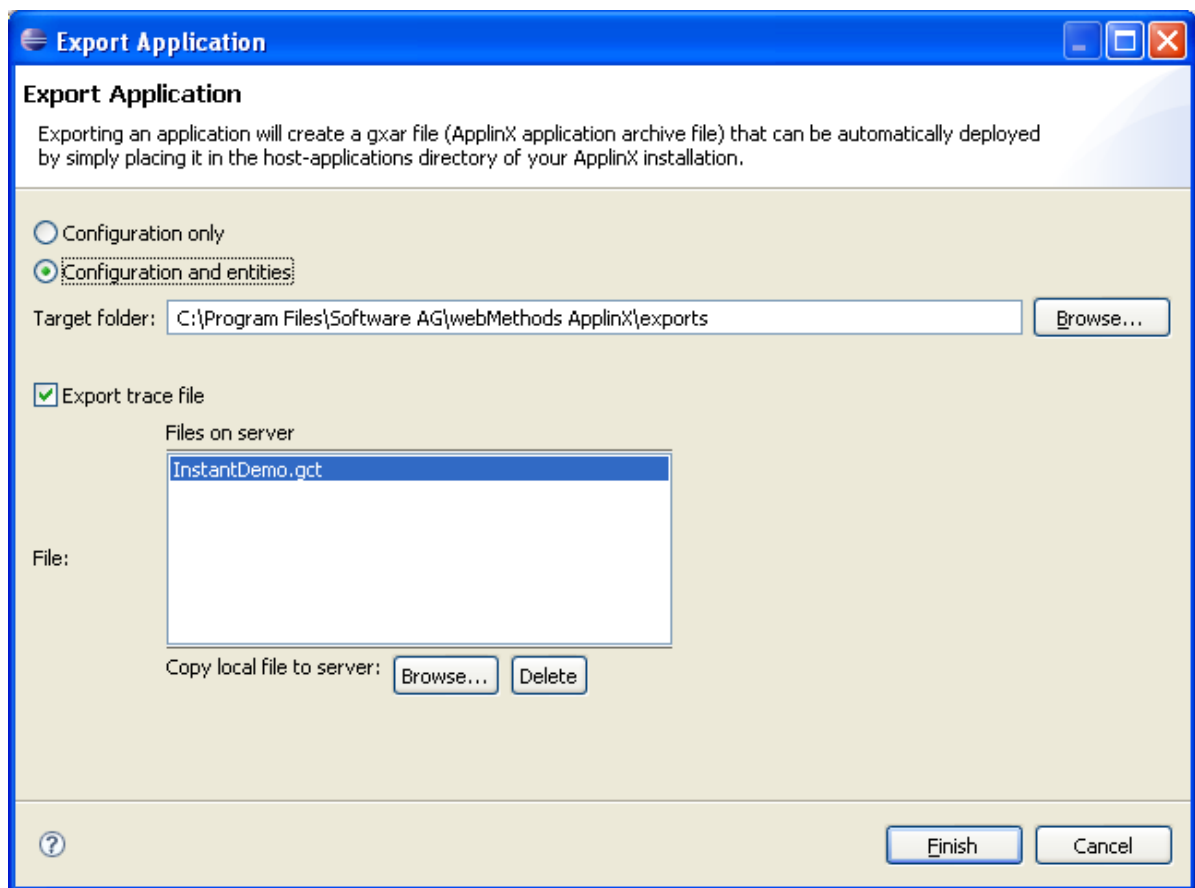 Export Application
Export Application
Exporting an application will create a gxar file (ApplinX application archive file) that can be automatically deployed
by simply placing it in the host-applications directory of your ApplinX installation.
Configuration only
Configuration and entities
Target folder: C:\Program Files\Software AG\webMethods ApplinX\exports Browse...
Export trace file
Files on server
InstantDemo.gct
File:
Copy local file to server: Browse... Delete
? Finish Cancel